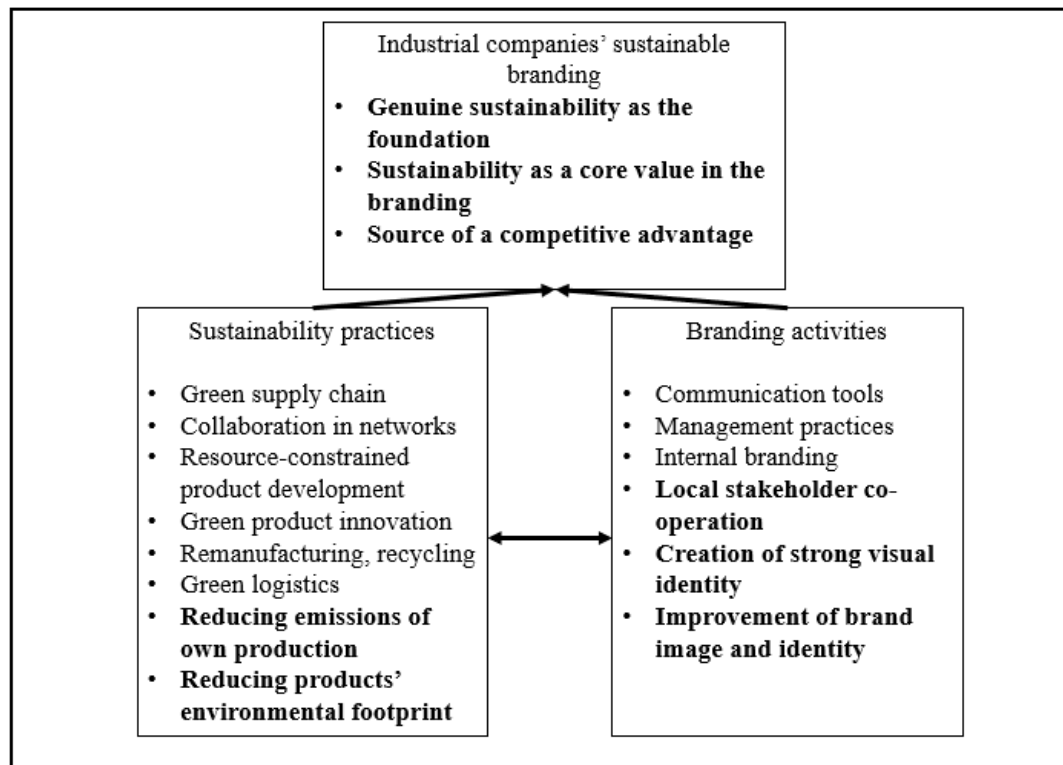 Industrial companies’ sustainable
branding
• Genuine sustainability as the
foundation
• Sustainability as a core value in the
branding
• Source of a competitive advantage
Sustainability practices
• Green supply chain
• Collaboration in networks
• Resource-constrained
product development
• Green product innovation
• Remanufacturing, recycling
• Green logistics
• Reducing emissions of
own production
• Reducing products’
environmental footprint
Branding activities
• Communication tools
• Management practices
• Internal branding
• Local stakeholder co-
operation
• Creation of strong visual
identity
• Improvement of brand
image and identity